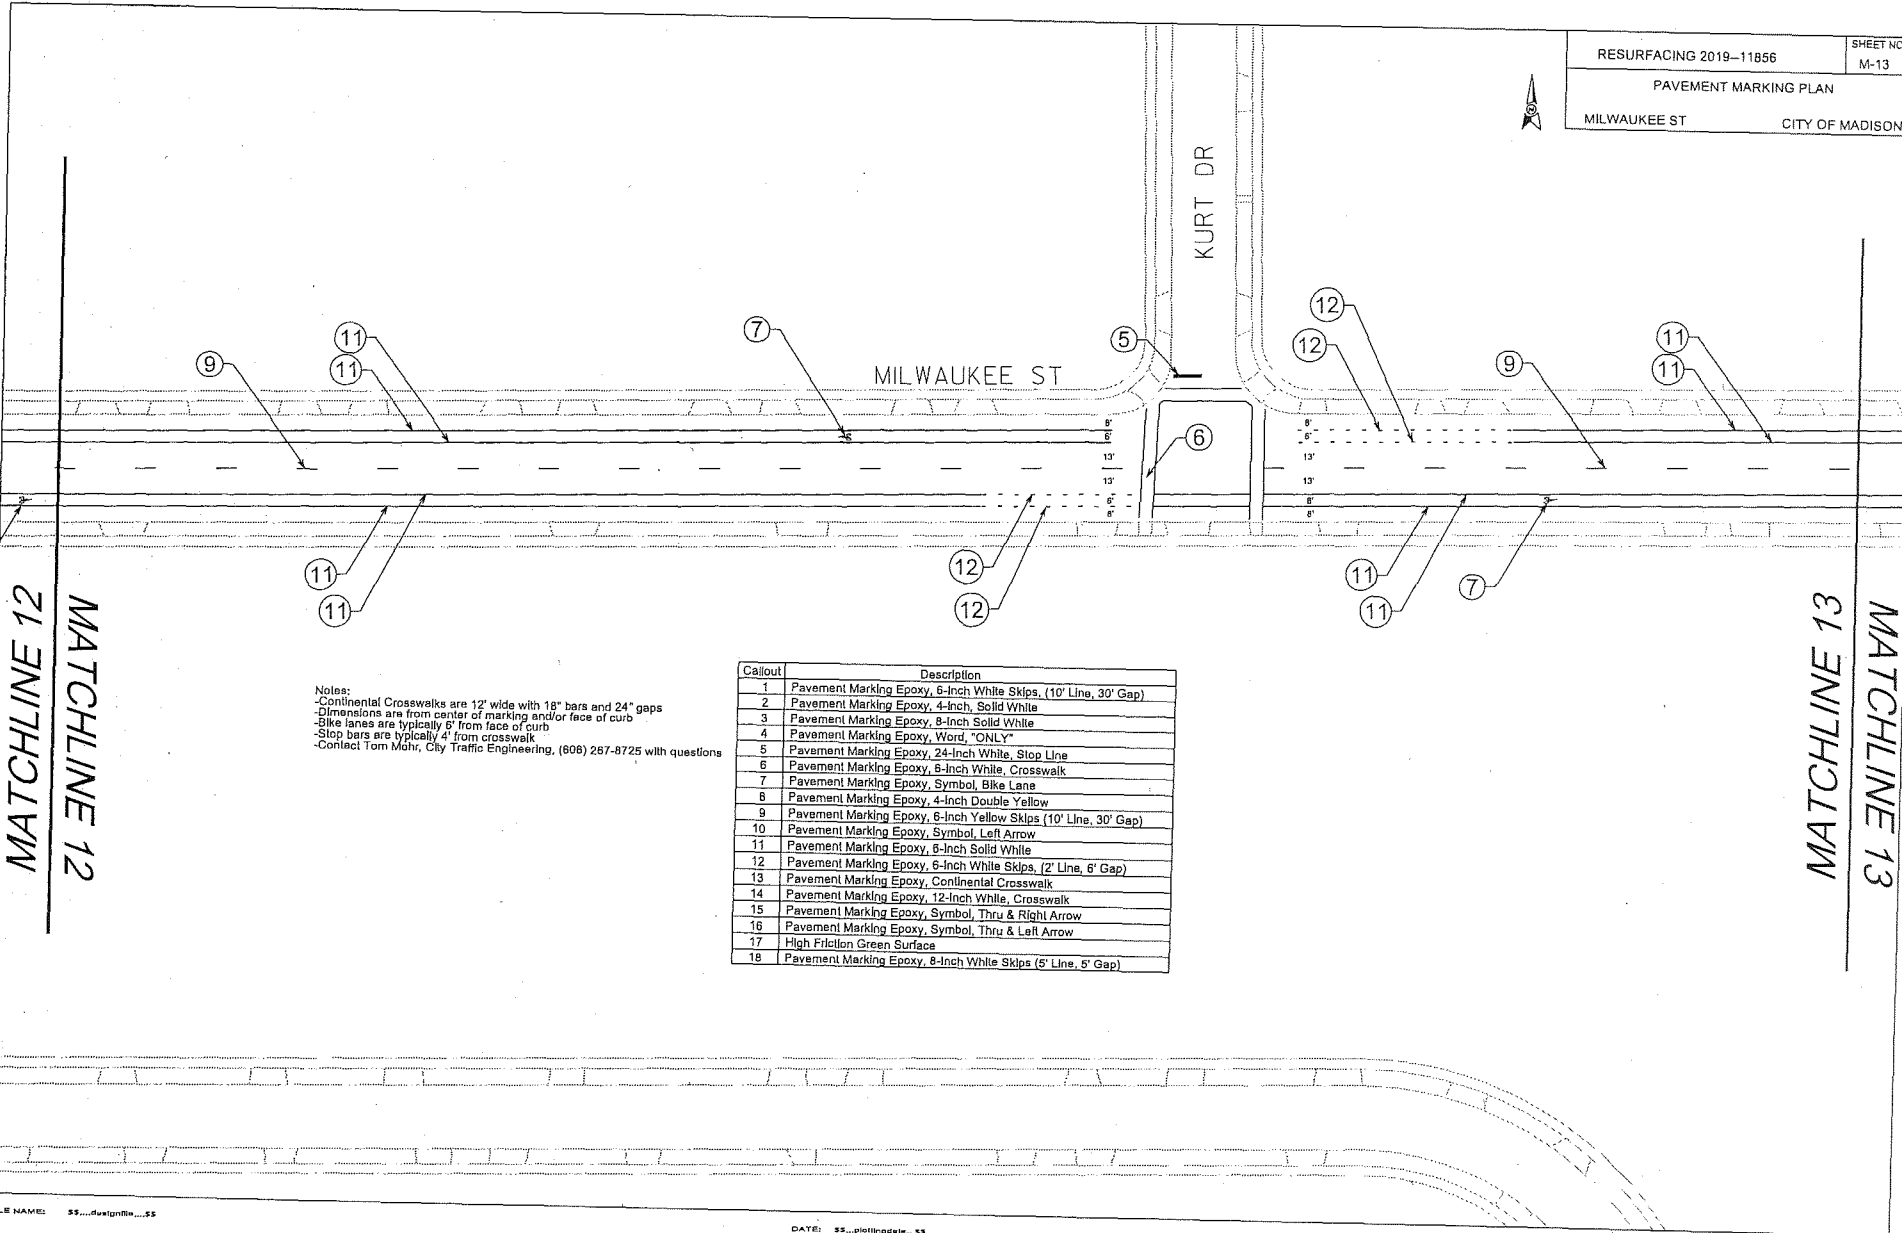 RESURFACING 2019–11856
SHEET NO
M-13
PAVEMENT MARKING PLAN
MILWAUKEE ST
CITY OF MADISON
KURT DR
MILWAUKEE ST
9
11
11
7
5
12
12
9
11
11
6
8'
6'
13'
13'
6'
8'
8'
6'
13'
13'
8'
11
11
12
12
11
11
7
MATCHLINE 12
MATCHLINE 12
MATCHLINE 13
MATCHLINE 13
Notes:
-Continental Crosswalks are 12' wide with 18" bars and 24" gaps
-Dimensions are from center of marking and/or face of curb
-Bike lanes are typically 6' from face of curb
-Stop bars are typically 4' from crosswalk
-Contact Tom Mohr, City Traffic Engineering, (608) 267-8725 with questions
Callout Description
1 Pavement Marking Epoxy, 6-Inch White Skips, (10' Line, 30' Gap)
2 Pavement Marking Epoxy, 4-Inch, Solid White
3 Pavement Marking Epoxy, 8-Inch Solid White
4 Pavement Marking Epoxy, Word, "ONLY"
5 Pavement Marking Epoxy, 24-Inch White, Stop Line
6 Pavement Marking Epoxy, 6-Inch White, Crosswalk
7 Pavement Marking Epoxy, Symbol, Bike Lane
8 Pavement Marking Epoxy, 4-Inch Double Yellow
9 Pavement Marking Epoxy, 6-Inch Yellow Skips (10' Line, 30' Gap)
10 Pavement Marking Epoxy, Symbol, Left Arrow
11 Pavement Marking Epoxy, 6-Inch Solid White
12 Pavement Marking Epoxy, 6-Inch White Skips, (2' Line, 6' Gap)
13 Pavement Marking Epoxy, Continental Crosswalk
14 Pavement Marking Epoxy, 12-Inch White, Crosswalk
15 Pavement Marking Epoxy, Symbol, Thru & Right Arrow
16 Pavement Marking Epoxy, Symbol, Thru & Left Arrow
17 High Friction Green Surface
18 Pavement Marking Epoxy, 8-Inch White Skips (5' Line, 5' Gap)
LE NAME: $$....designfile....$$
DATE: